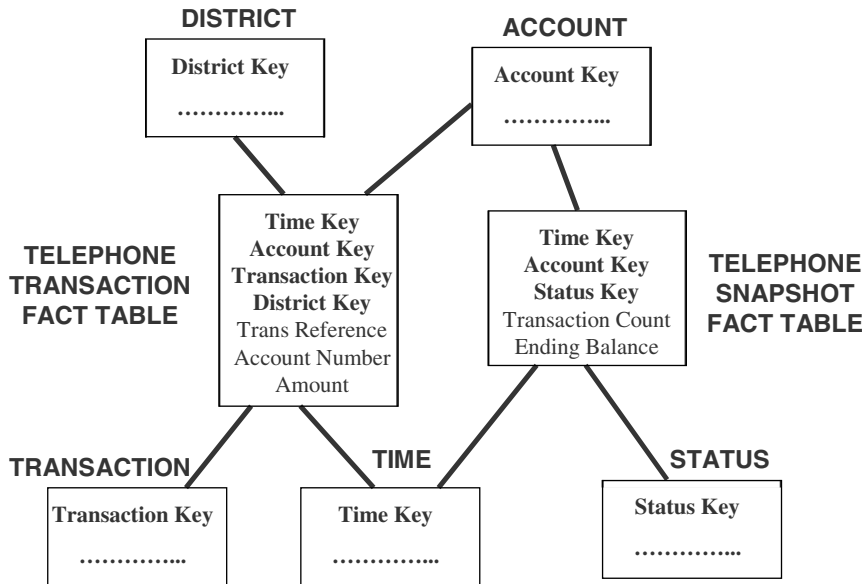 DISTRICT
District Key
…………...
ACCOUNT
Account Key
…………...
TELEPHONE
TRANSACTION
FACT TABLE
Time Key
Account Key
Transaction Key
District Key
Trans Reference
Account Number
Amount
Time Key
Account Key
Status Key
Transaction Count
Ending Balance
TELEPHONE
SNAPSHOT
FACT TABLE
TRANSACTION
Transaction Key
…………...
TIME
Time Key
…………...
STATUS
Status Key
…………...